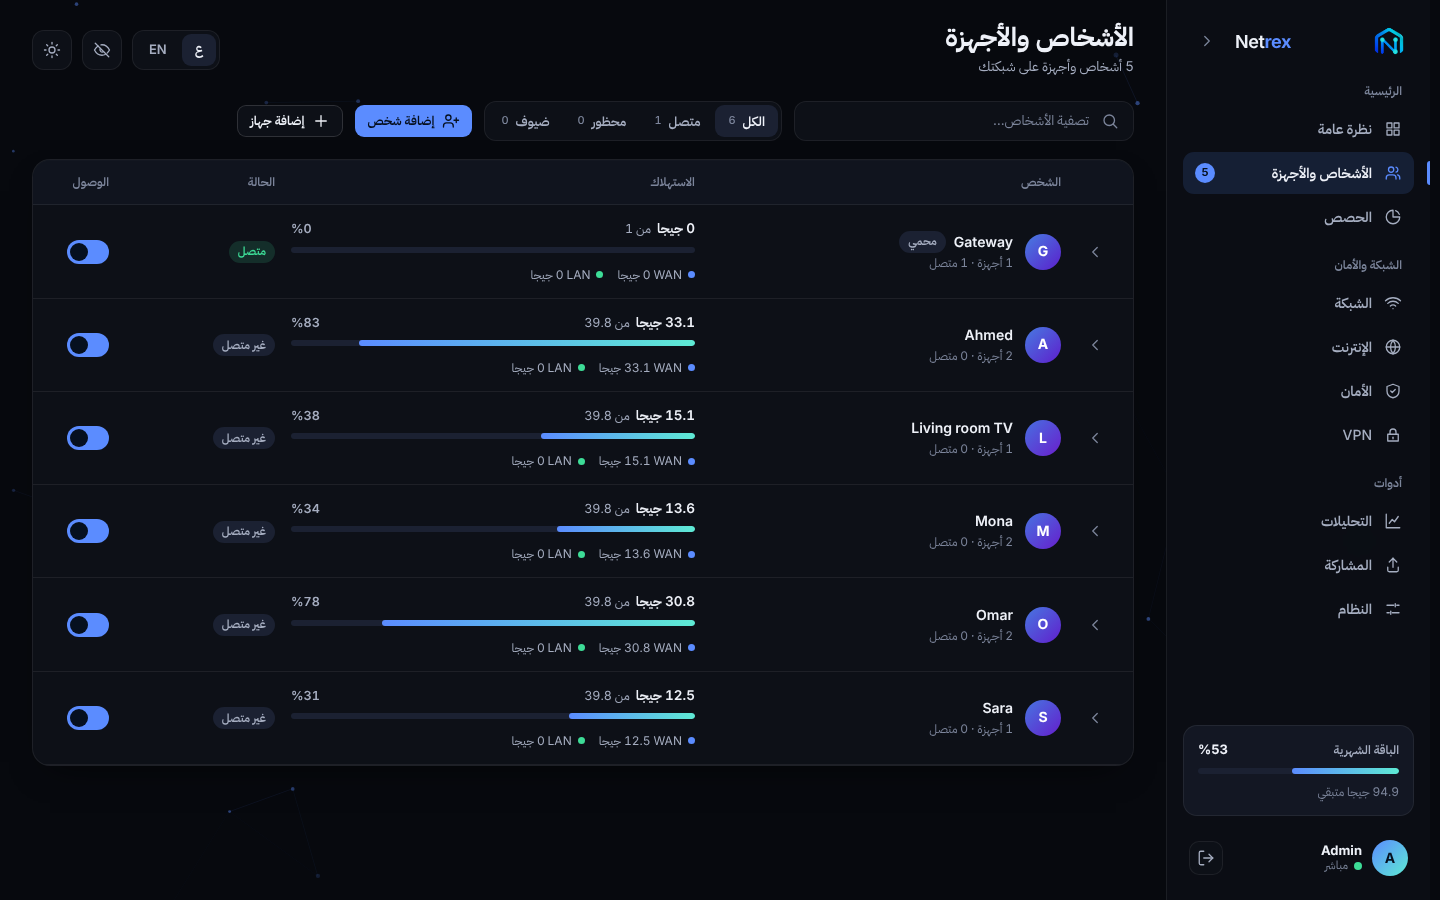 Netrex
الرئيسية
نظرة عامة
الأشخاص والأجهزة 5
الحصص
الشبكة والأمان
الشبكة
الإنترنت
الأمان
VPN
أدوات
التحليلات
المشاركة
النظام
الباقة الشهرية %53
94.9 جيجا متبقي
A Admin
مباشر
الأشخاص والأجهزة
5 أشخاص وأجهزة على شبكتك
ع EN
تصفية الأشخاص...
الكل 6 متصل 1 محظور 0 ضيوف 0
إضافة شخص
إضافة جهاز
الشخص الاستهلاك الحالة الوصول
G Gateway محمي
1 أجهزة · 1 متصل
0 جيجا من 1 %0
0 WAN جيجا 0 LAN جيجا
متصل
A Ahmed
2 أجهزة · 0 متصل
33.1 جيجا من 39.8 %83
33.1 WAN جيجا 0 LAN جيجا
غير متصل
L Living room TV
1 أجهزة · 0 متصل
15.1 جيجا من 39.8 %38
15.1 WAN جيجا 0 LAN جيجا
غير متصل
M Mona
2 أجهزة · 0 متصل
13.6 جيجا من 39.8 %34
13.6 WAN جيجا 0 LAN جيجا
غير متصل
O Omar
2 أجهزة · 0 متصل
30.8 جيجا من 39.8 %78
30.8 WAN جيجا 0 LAN جيجا
غير متصل
S Sara
1 أجهزة · 0 متصل
12.5 جيجا من 39.8 %31
12.5 WAN جيجا 0 LAN جيجا
غير متصل